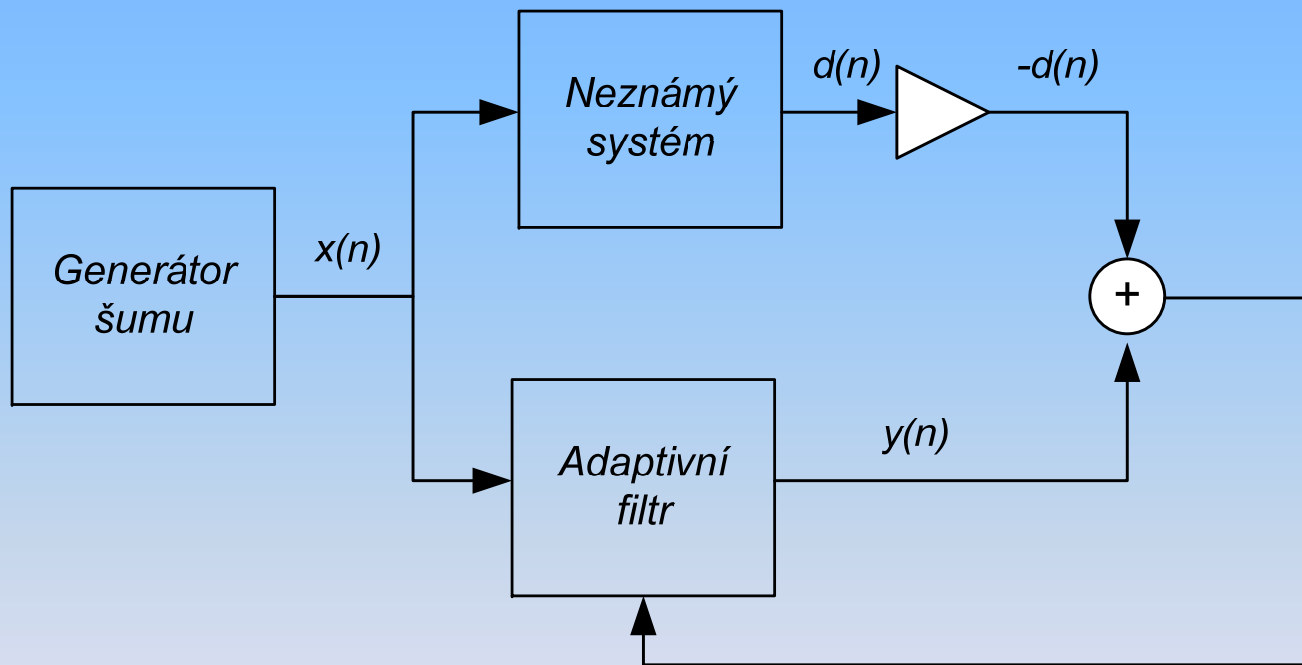 Neznámý
systém
d(n)
-d(n)
Generátor
šumu
x(n)
+
Adaptivní
filtr
y(n)